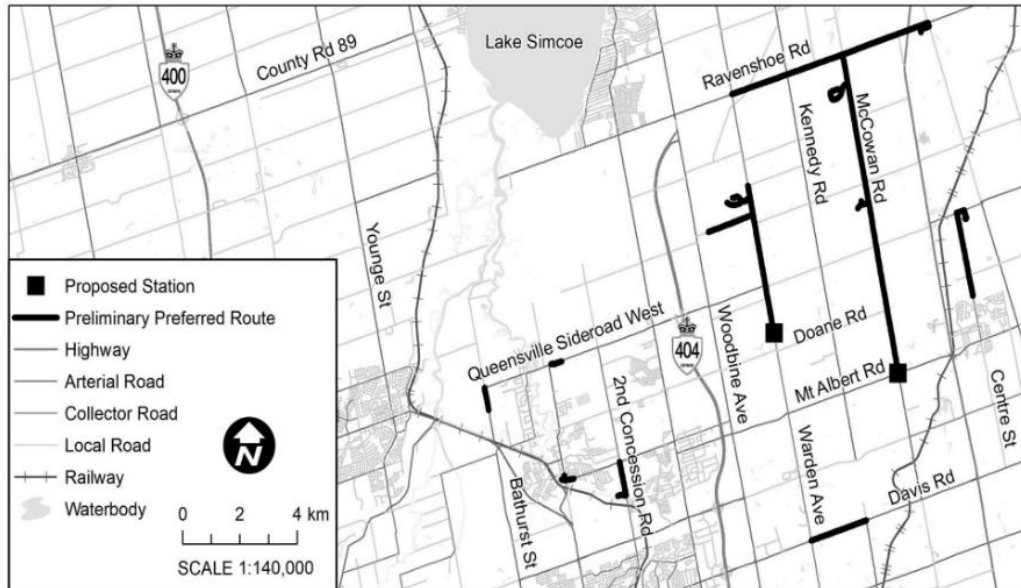 Lake Simcoe
County Rd 89
400
Ravenshoe Rd
Kennedy Rd
McCowan Rd
Younge St
Proposed Station
Preliminary Preferred Route
Highway
Arterial Road
Collector Road
Local Road
Railway
Waterbody
N
0 2 4 km
SCALE 1:140,000
Queensville Sideroad West
404
Woodbine Ave
Doane Rd
Mt Albert Rd
2nd Concession Rd
Bathurst St
Warden Ave
Davis Rd
Centre St